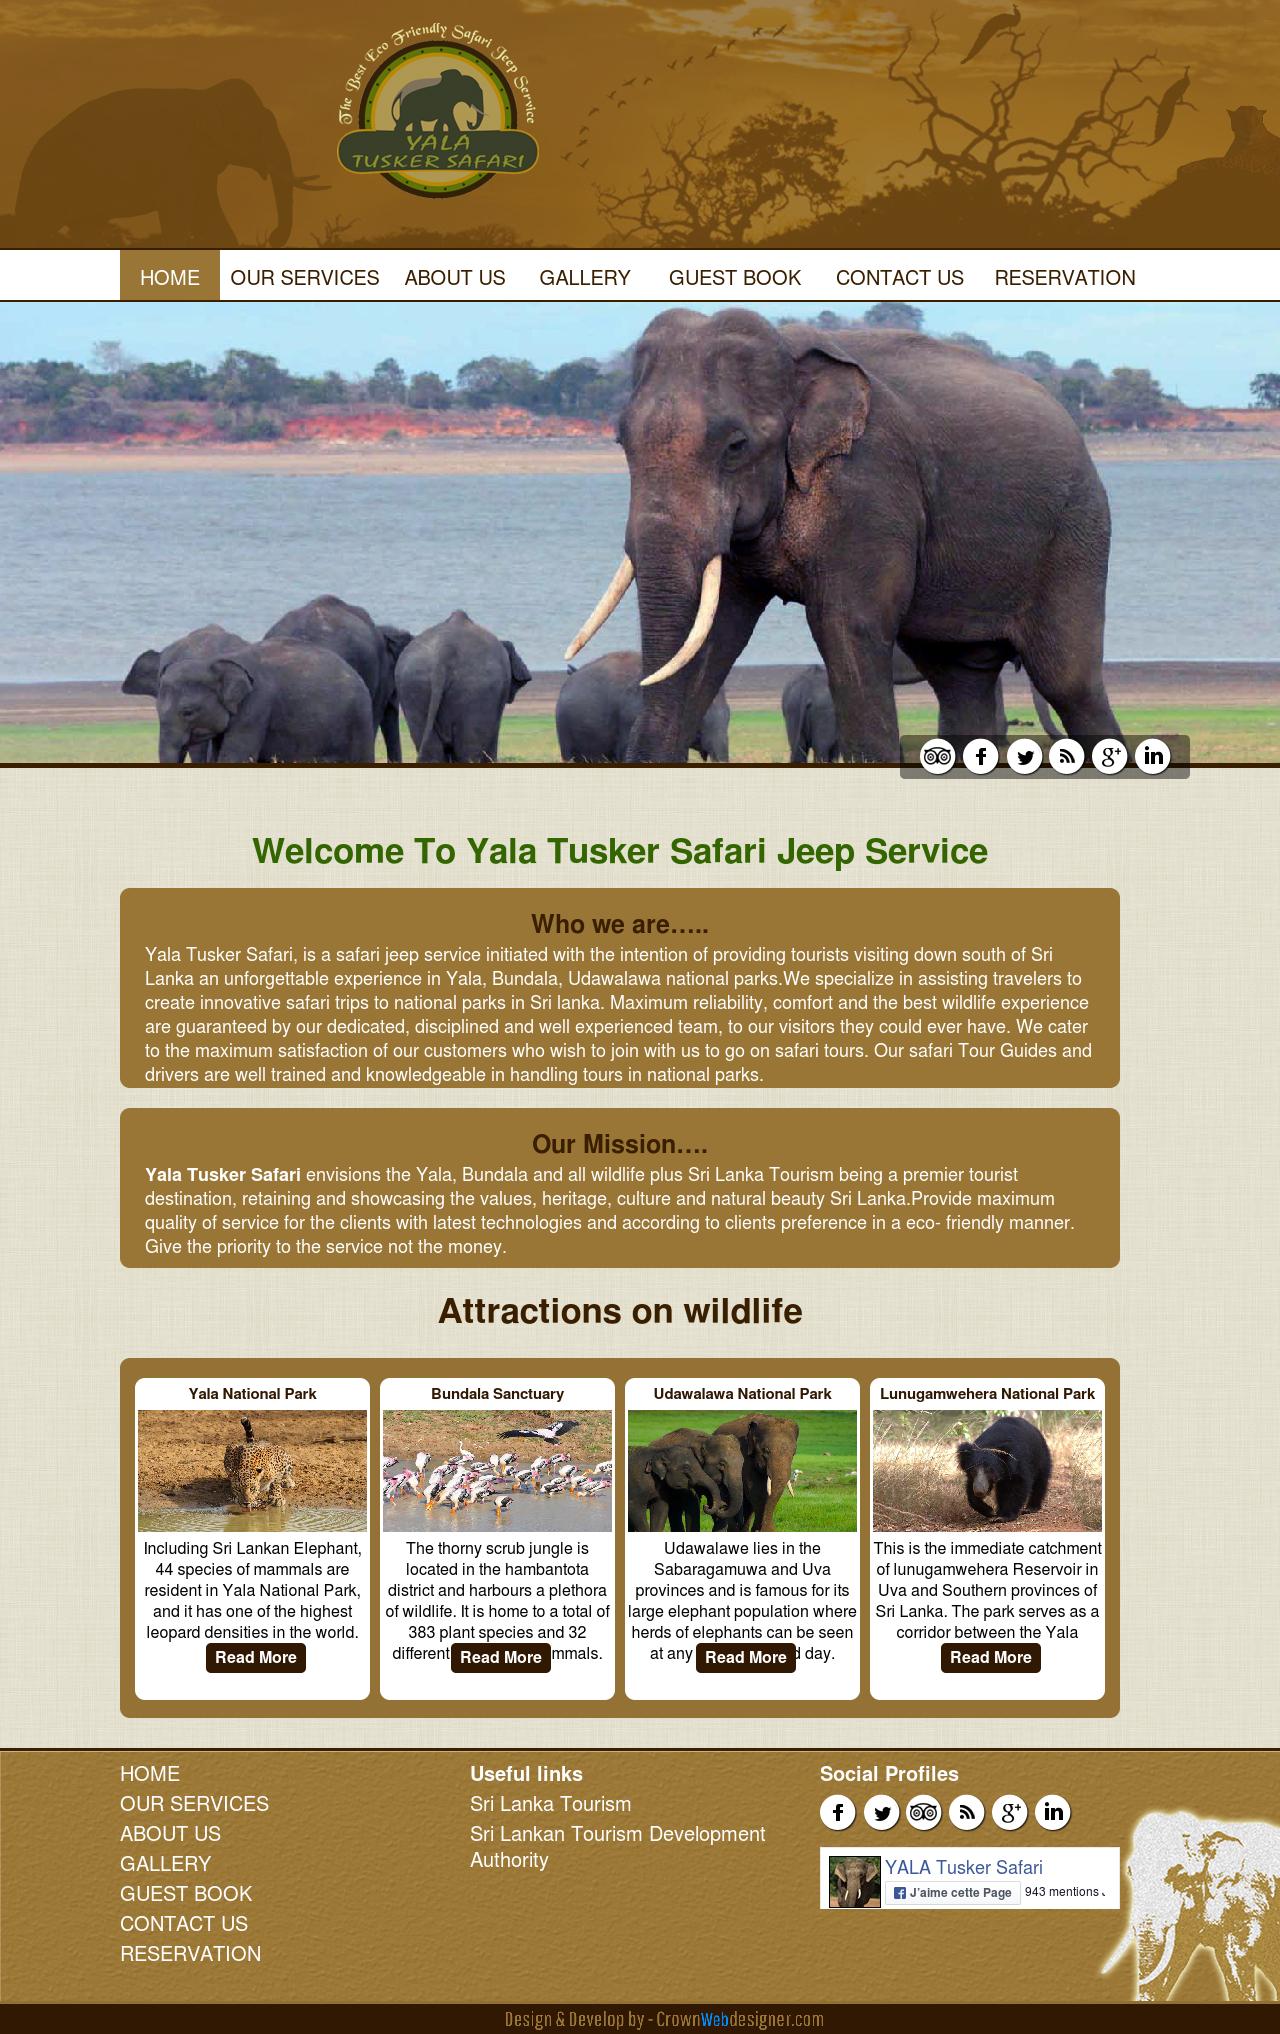 The Best Eco Friendly Safari Jeep Service
YALA
TUSKER SAFARI
HOME OUR SERVICES ABOUT US GALLERY GUEST BOOK CONTACT US RESERVATION
Welcome To Yala Tusker Safari Jeep Service
Who we are.....
Yala Tusker Safari, is a safari jeep service initiated with the intention of providing tourists visiting down south of Sri
Lanka an unforgettable experience in Yala, Bundala, Udawalawa national parks.We specialize in assisting travelers to
create innovative safari trips to national parks in Sri lanka. Maximum reliability, comfort and the best wildlife experience
are guaranteed by our dedicated, disciplined and well experienced team, to our visitors they could ever have. We cater
to the maximum satisfaction of our customers who wish to join with us to go on safari tours. Our safari Tour Guides and
drivers are well trained and knowledgeable in handling tours in national parks.
Our Mission....
Yala Tusker Safari envisions the Yala, Bundala and all wildlife plus Sri Lanka Tourism being a premier tourist
destination, retaining and showcasing the values, heritage, culture and natural beauty Sri Lanka.Provide maximum
quality of service for the clients with latest technologies and according to clients preference in a eco- friendly manner.
Give the priority to the service not the money.
Attractions on wildlife
Yala National Park
Including Sri Lankan Elephant,
44 species of mammals are
resident in Yala National Park,
and it has one of the highest
leopard densities in the world.
Read More
Bundala Sanctuary
The thorny scrub jungle is
located in the hambantota
district and harbours a plethora
of wildlife. It is home to a total of
383 plant species and 32
different mmals.
Read More
Udawalawa National Park
Udawalawe lies in the
Sabaragamuwa and Uva
provinces and is famous for its
large elephant population where
herds of elephants can be seen
at any d day.
Read More
Lunugamwehera National Park
This is the immediate catchment
of lunugamwehera Reservoir in
Uva and Southern provinces of
Sri Lanka. The park serves as a
corridor between the Yala
Read More
HOME
OUR SERVICES
ABOUT US
GALLERY
GUEST BOOK
CONTACT US
RESERVATION
Useful links
Sri Lanka Tourism
Sri Lankan Tourism Development
Authority
Social Profiles
YALA Tusker Safari
J'aime cette Page 943 mentions
Design & Develop by - CrownWebdesigner.com